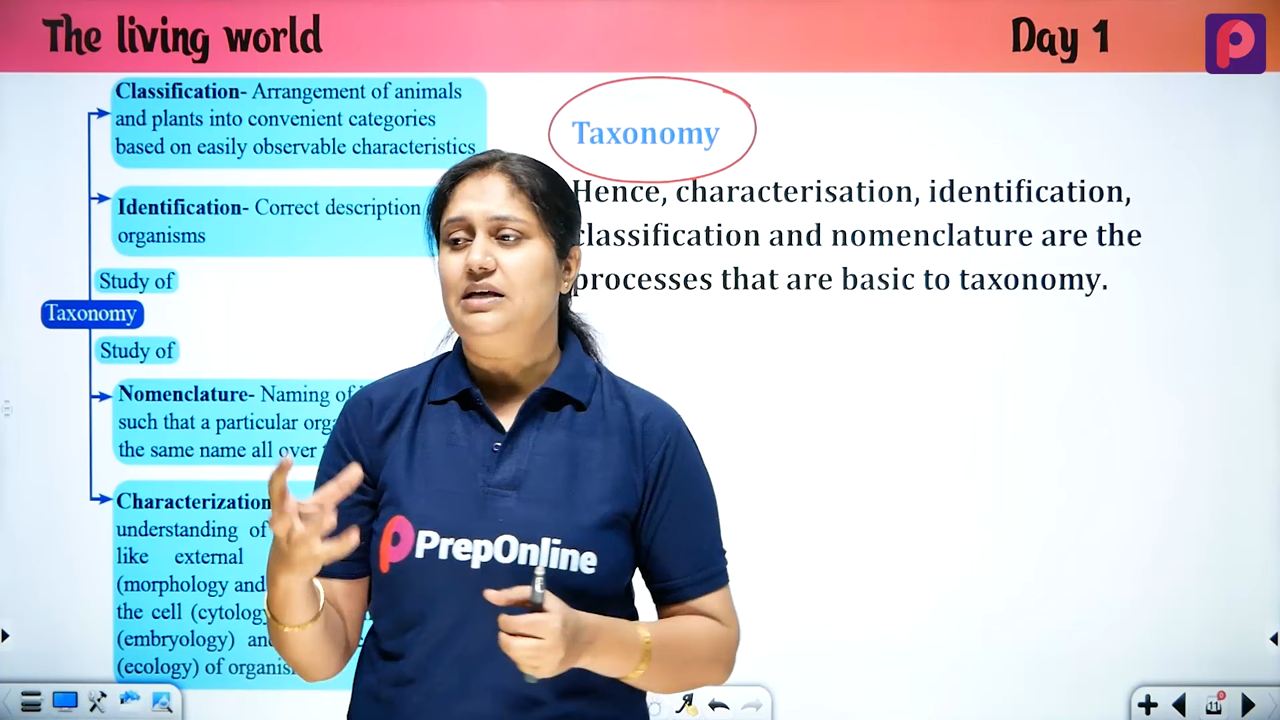 The living world
Day 1
Classification- Arrangement of animals
and plants into convenient categories
based on easily observable characteristics
Identification- Correct description
organisms
Study of
Taxonomy
Study of
Nomenclature- Naming of
such that a particular
the same name all over
Characterization
understanding of
like external
(morphology and
the cell (cytology
(embryology)
(ecology) of
Taxonomy
Hence, characterisation, identification,
classification and nomenclature are the
processes that are basic to taxonomy.
PrepOnline
11